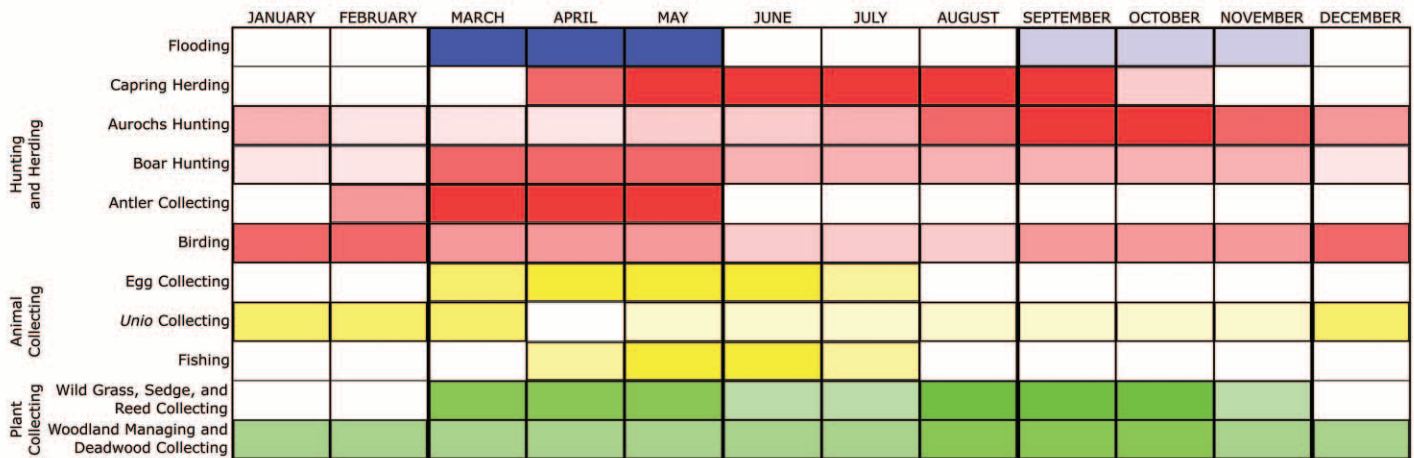 JANUARY FEBRUARY MARCH APRIL MAY JUNE JULY AUGUST SEPTEMBER OCTOBER NOVEMBER DECEMBER
Hunting
and Herding
Flooding
Capring Herding
Aurochs Hunting
Boar Hunting
Antler Collecting
Birding
Animal
Collecting
Egg Collecting
Unio Collecting
Fishing
Plant
Collecting
Wild Grass, Sedge, and
Reed Collecting
Woodland Managing and
Deadwood Collecting